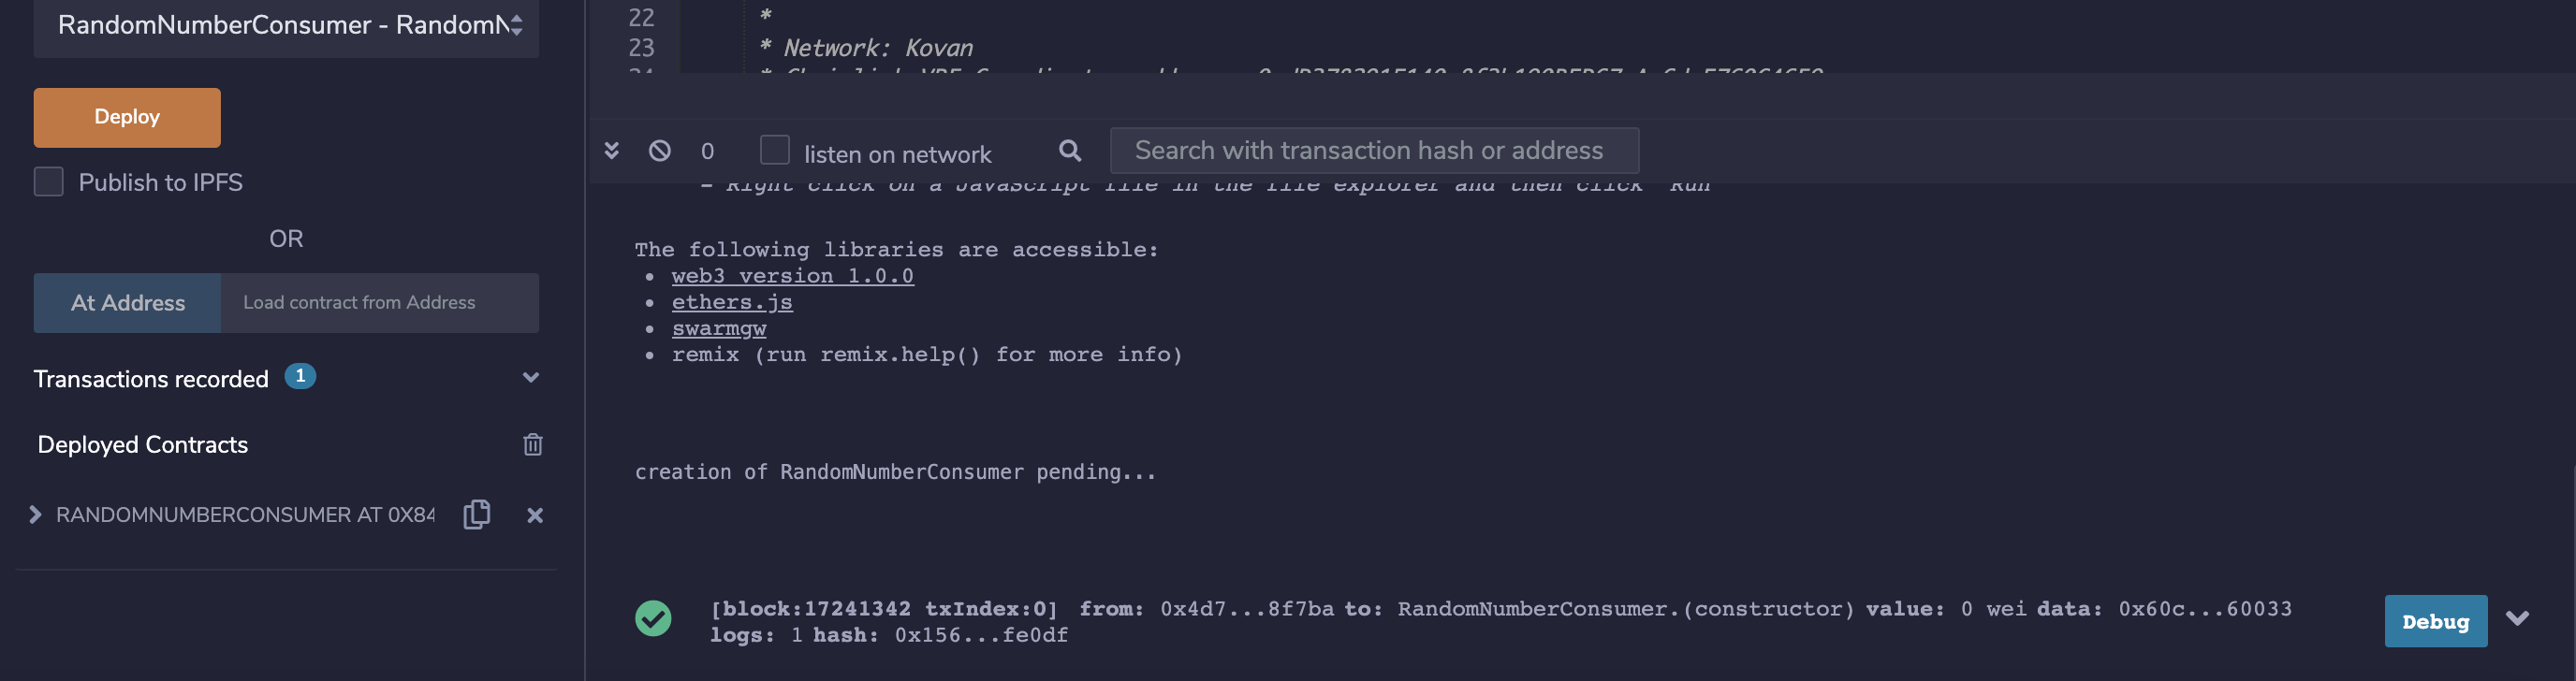 RandomNumberConsumer - RandomN
Deploy
Publish to IPFS
OR
At Address
Load contract from Address
Transactions recorded 1
Deployed Contracts
RANDOMNUMBERCONSUMER AT 0X84
22 *
23 * Network: Kovan
0 listen on network
Search with transaction hash or address
- Right click on a JavaScript file in the file explorer and then click Run
The following libraries are accessible:
• web3 version 1.0.0
• ethers.js
• swarmgw
• remix (run remix.help() for more info)
creation of RandomNumberConsumer pending...
[block:17241342 txIndex:0] from: 0x4d7...8f7ba to: RandomNumberConsumer.(constructor) value: 0 wei data: 0x60c...60033
logs: 1 hash: 0x156...fe0df
Debug